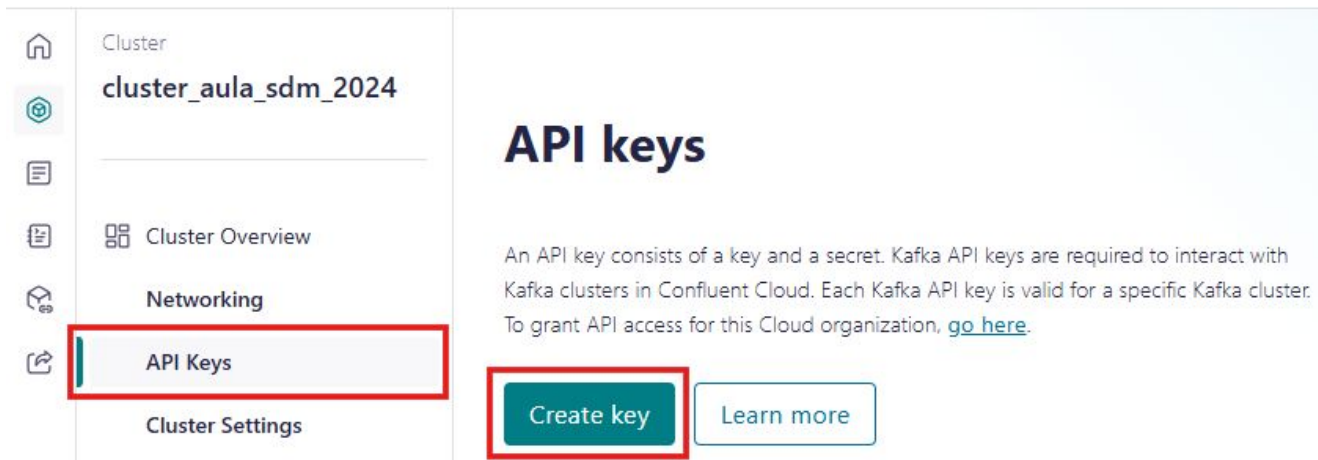 Cluster
cluster_aula_sdm_2024
Cluster Overview
Networking
API Keys
Cluster Settings
API keys
An API key consists of a key and a secret. Kafka API keys are required to interact with
Kafka clusters in Confluent Cloud. Each Kafka API key is valid for a specific Kafka cluster.
To grant API access for this Cloud organization, go here.
Create key
Learn more